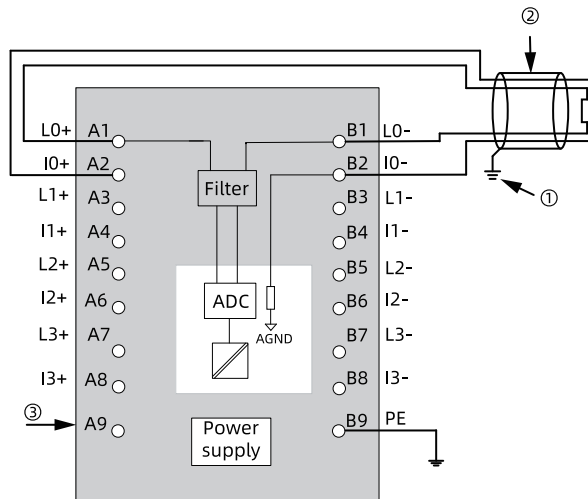 ②
L0+ A1 B1 L0-
I0+ A2 B2 I0-
①
Filter
L1+ A3 B3 L1-
I1+ A4 B4 I1-
L2+ A5 B5 L2-
ADC
I2+ A6 B6 I2-
AGND
L3+ A7 B7 L3-
I3+ A8 B8 I3-
③
A9 B9 PE
Power
supply